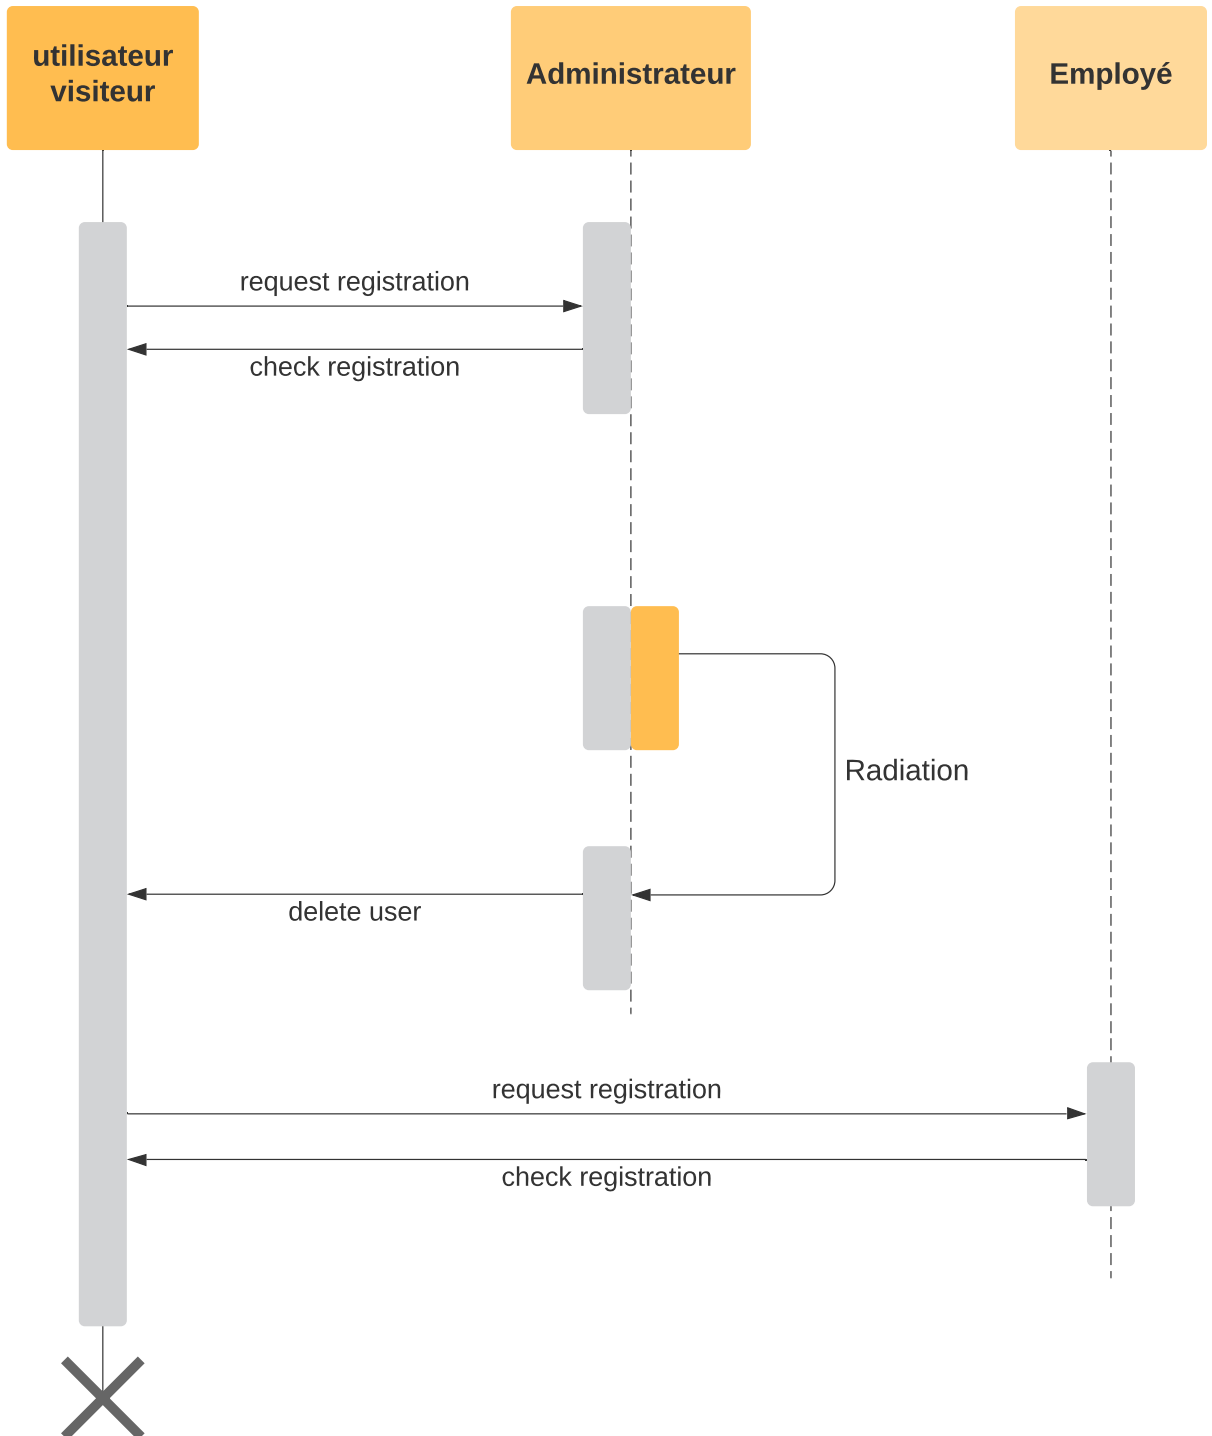 utilisateur
visiteur
Administrateur
Employé
request registration
check registration
Radiation
delete user
request registration
check registration